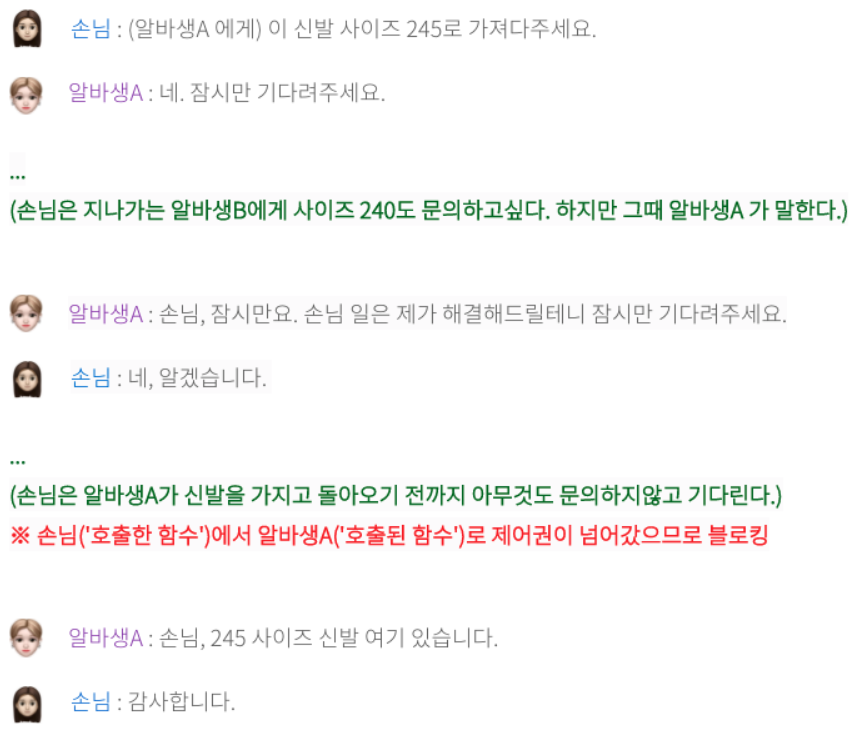 손님 : (알바생A 에게) 이 신발 사이즈 245로 가져다주세요.
알바생A : 네. 잠시만 기다려주세요.
...
(손님은 지나가는 알바생B에게 사이즈 240도 문의하고싶다. 하지만 그때 알바생A 가 말한다.)
알바생A : 손님, 잠시만요. 손님 일은 제가 해결해드릴테니 잠시만 기다려주세요.
손님 : 네, 알겠습니다.
...
(손님은 알바생A가 신발을 가지고 돌아오기 전까지 아무것도 문의하지않고 기다린다.)
※ 손님('호출한 함수')에서 알바생A('호출된 함수')로 제어권이 넘어갔으므로 블로킹
알바생A : 손님, 245 사이즈 신발 여기 있습니다.
손님 : 감사합니다.